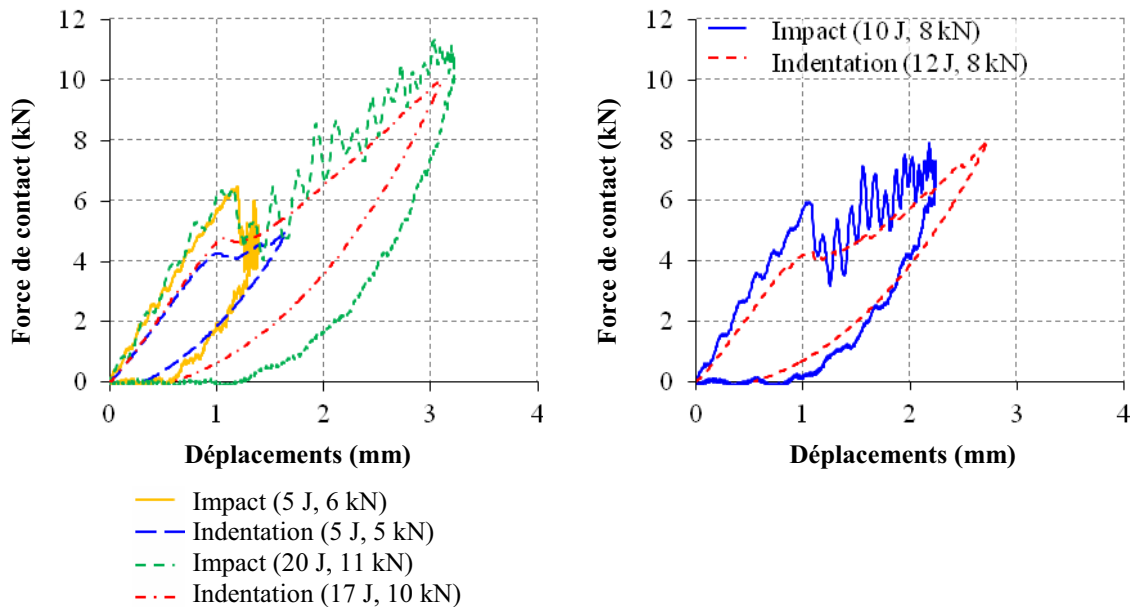 Force de contact (kN)
12
10
8
6
4
2
0
0 1 2 3 4
Déplacements (mm)
Impact (5 J, 6 kN)
Indentation (5 J, 5 kN)
Impact (20 J, 11 kN)
Indentation (17 J, 10 kN)
Force de contact (kN)
12
10
8
6
4
2
0
Impact (10 J, 8 kN)
Indentation (12 J, 8 kN)
0 1 2 3 4
Déplacements (mm)